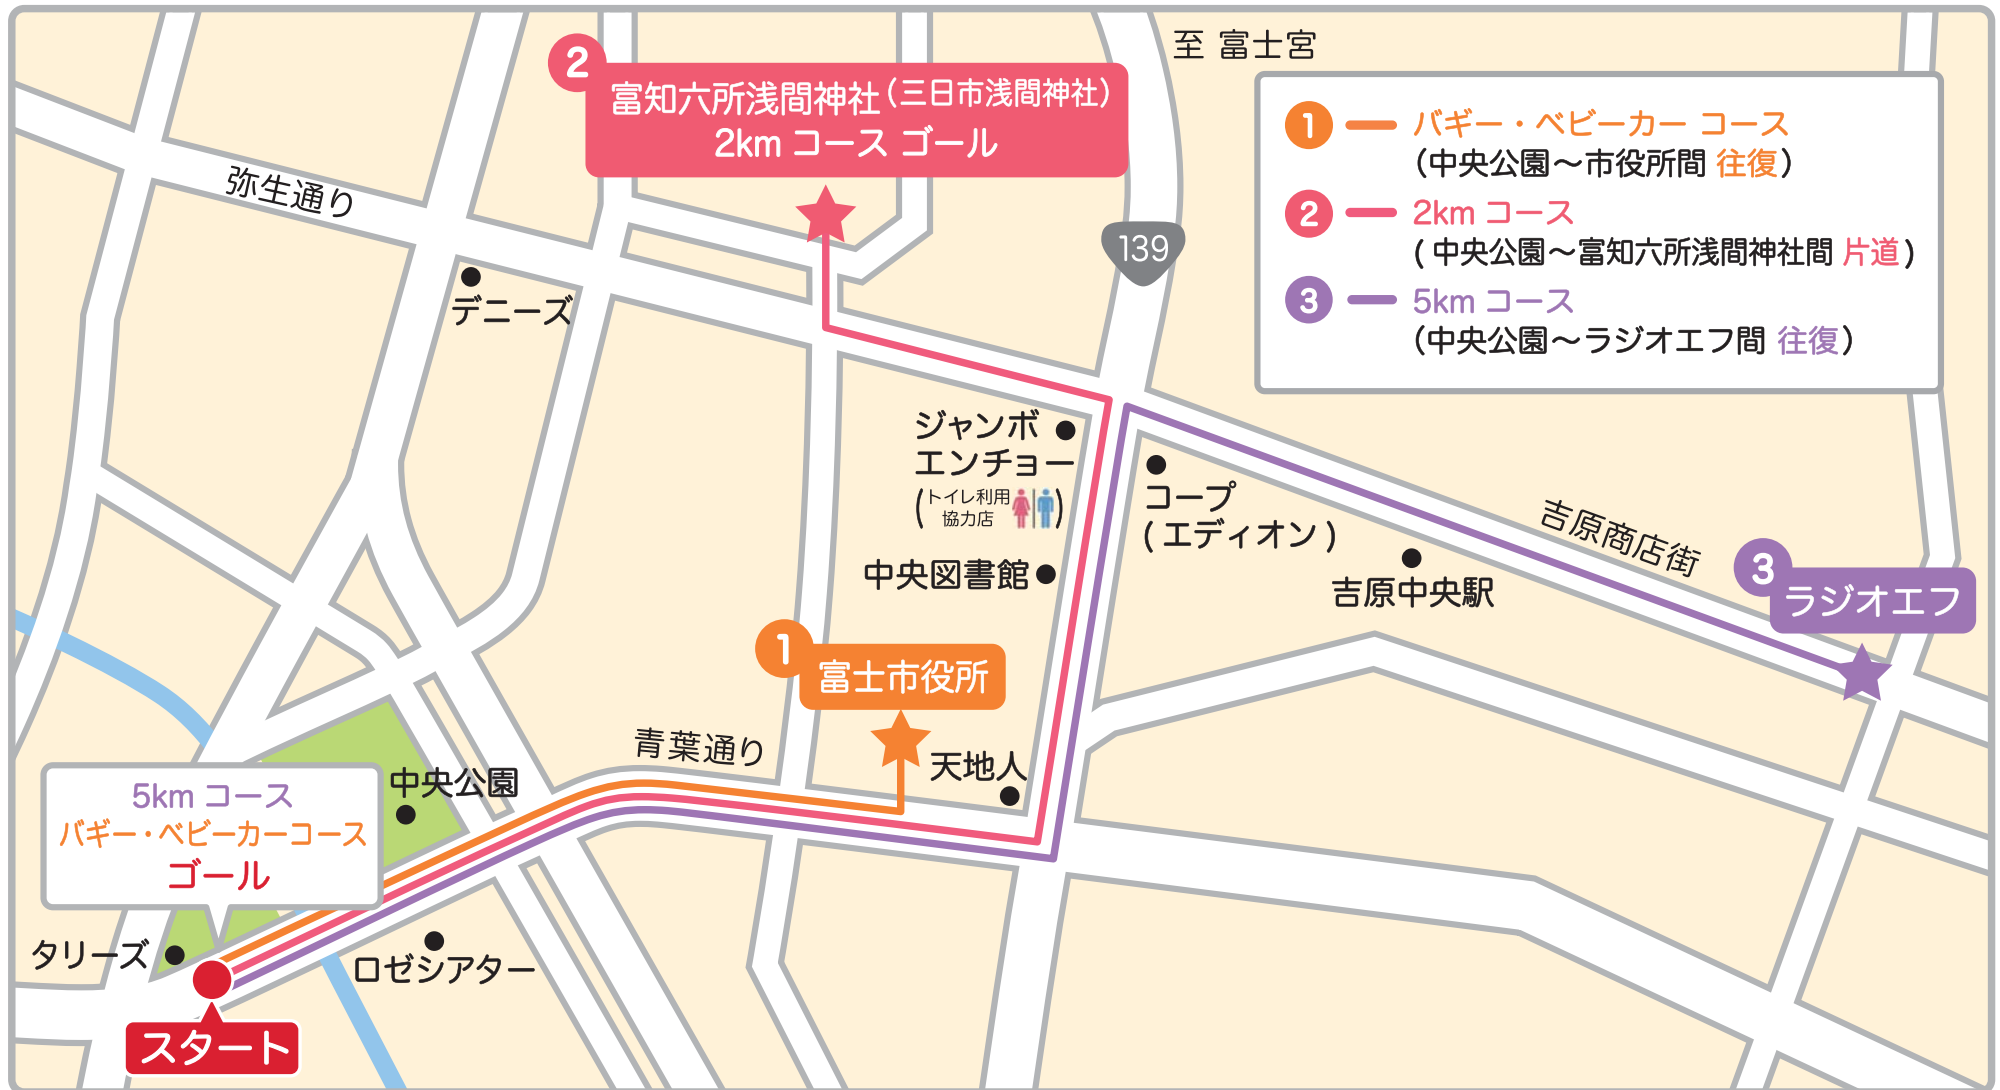 至 富士宮
2
富知六所浅間神社(三日市浅間神社)
2km コース ゴール
1 バギー・ベビーカー コース
(中央公園～市役所間 往復)
2 2km コース
(中央公園～富知六所浅間神社間 片道)
3 5km コース
(中央公園～ラジオエフ間 往復)
弥生通り
139
デニーズ
ジャンボ
エンチョー
(トイレ利用
協力店)
コープ
(エディオン)
吉原商店街
中央図書館
吉原中央駅
3
ラジオエフ
1
富士市役所
青葉通り
天地人
中央公園
5km コース
バギー・ベビーカーコース
ゴール
タリーズ
ロゼシアター
スタート